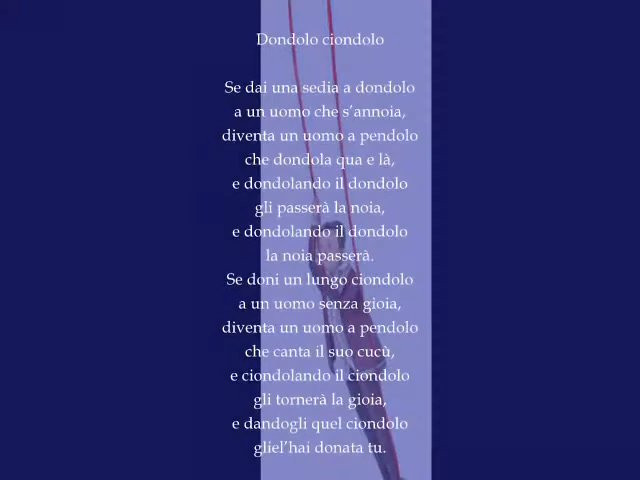 Dondolo ciondolo
Se dai una sedia a dondolo
a un uomo che s’annoia,
diventa un uomo a pendolo
che dondola qua e là,
e dondolando il dondolo
gli passerà la noia,
e dondolando il dondolo
la noia passerà.
Se doni un lungo ciondolo
a un uomo senza gioia,
diventa un uomo a pendolo
che canta il suo cucù,
e ciondolando il ciondolo
gli tornerà la gioia,
e dandogli quel ciondolo
gliel’hai donata tu.